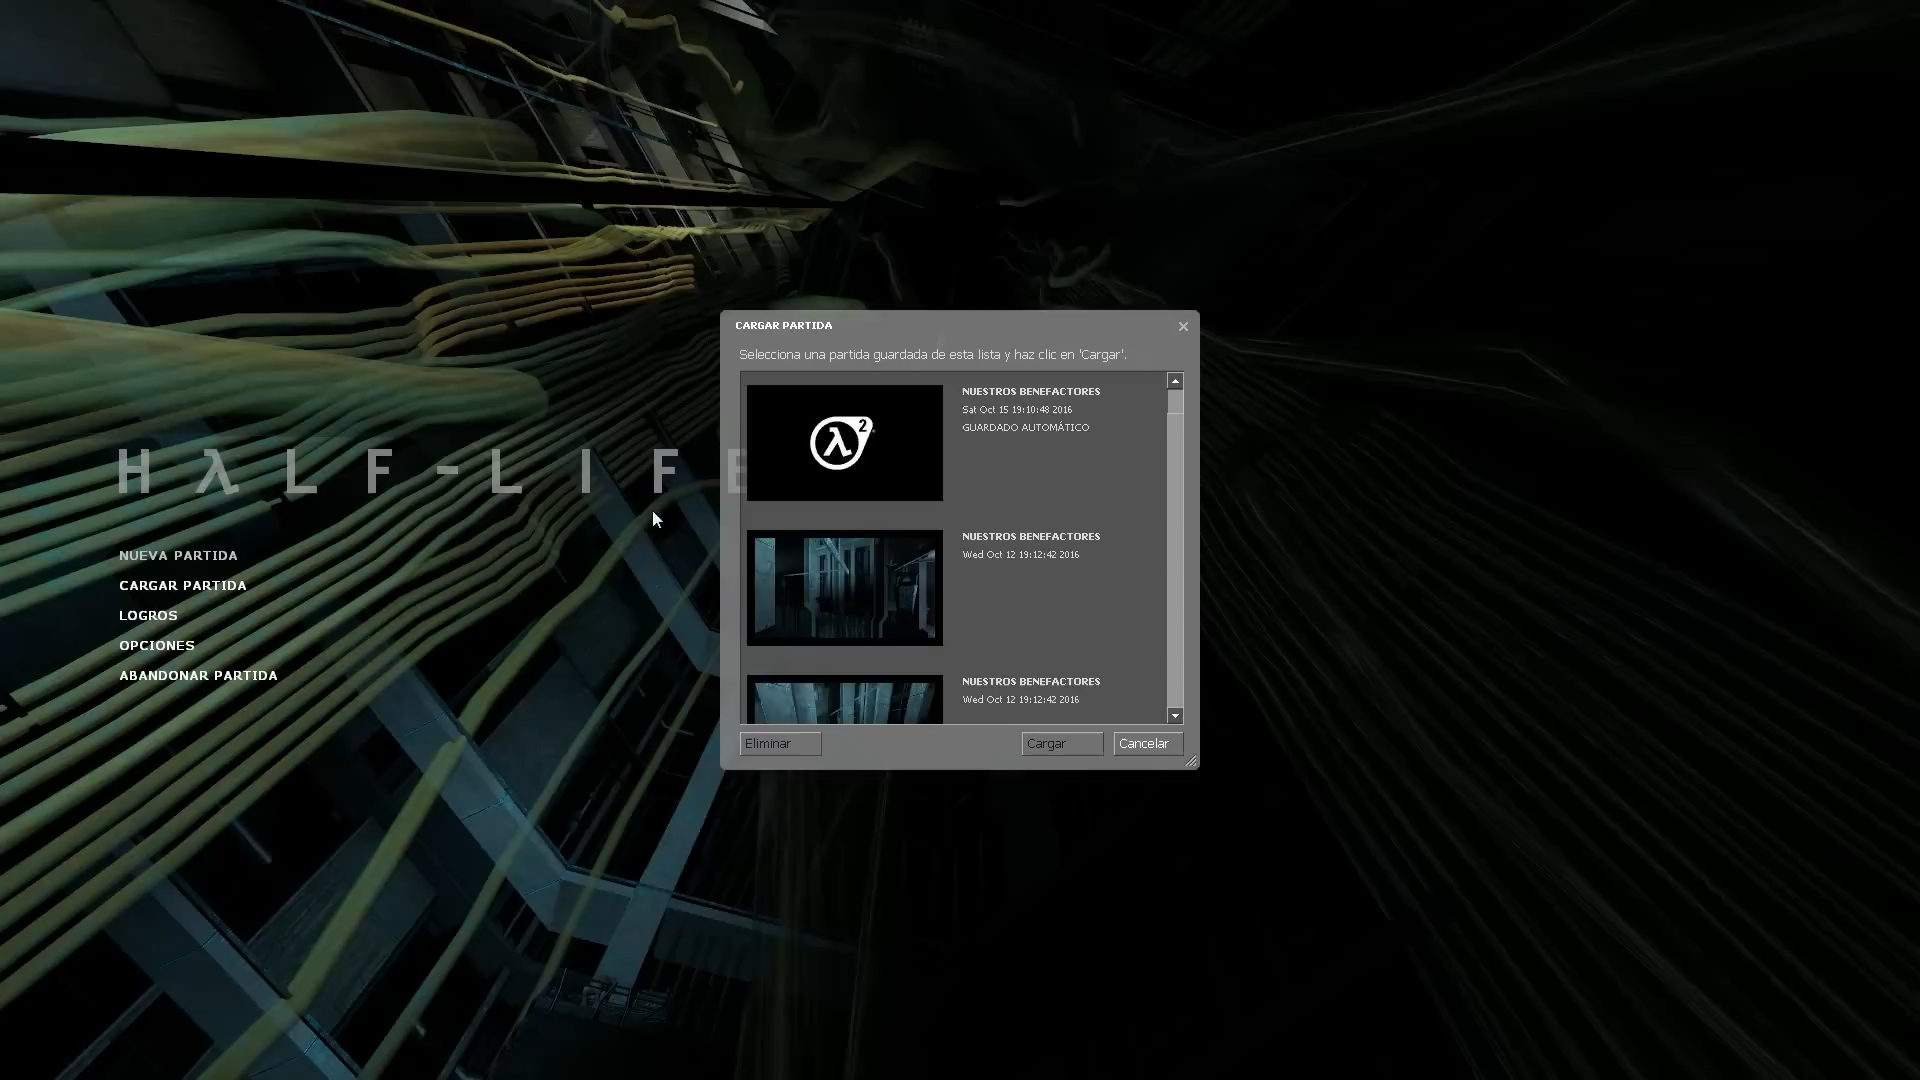 HλLF-LIFE
NUEVA PARTIDA
CARGAR PARTIDA
LOGROS
OPCIONES
ABANDONAR PARTIDA
CARGAR PARTIDA
Selecciona una partida guardada de esta lista y haz clic en 'Cargar'.
λ2
NUESTROS BENEFACTORES
Sat Oct 15 19:10:48 2016
GUARDADO AUTOMÁTICO
NUESTROS BENEFACTORES
Wed Oct 12 19:12:42 2016
NUESTROS BENEFACTORES
Wed Oct 12 19:12:42 2016
Eliminar
Cargar
Cancelar